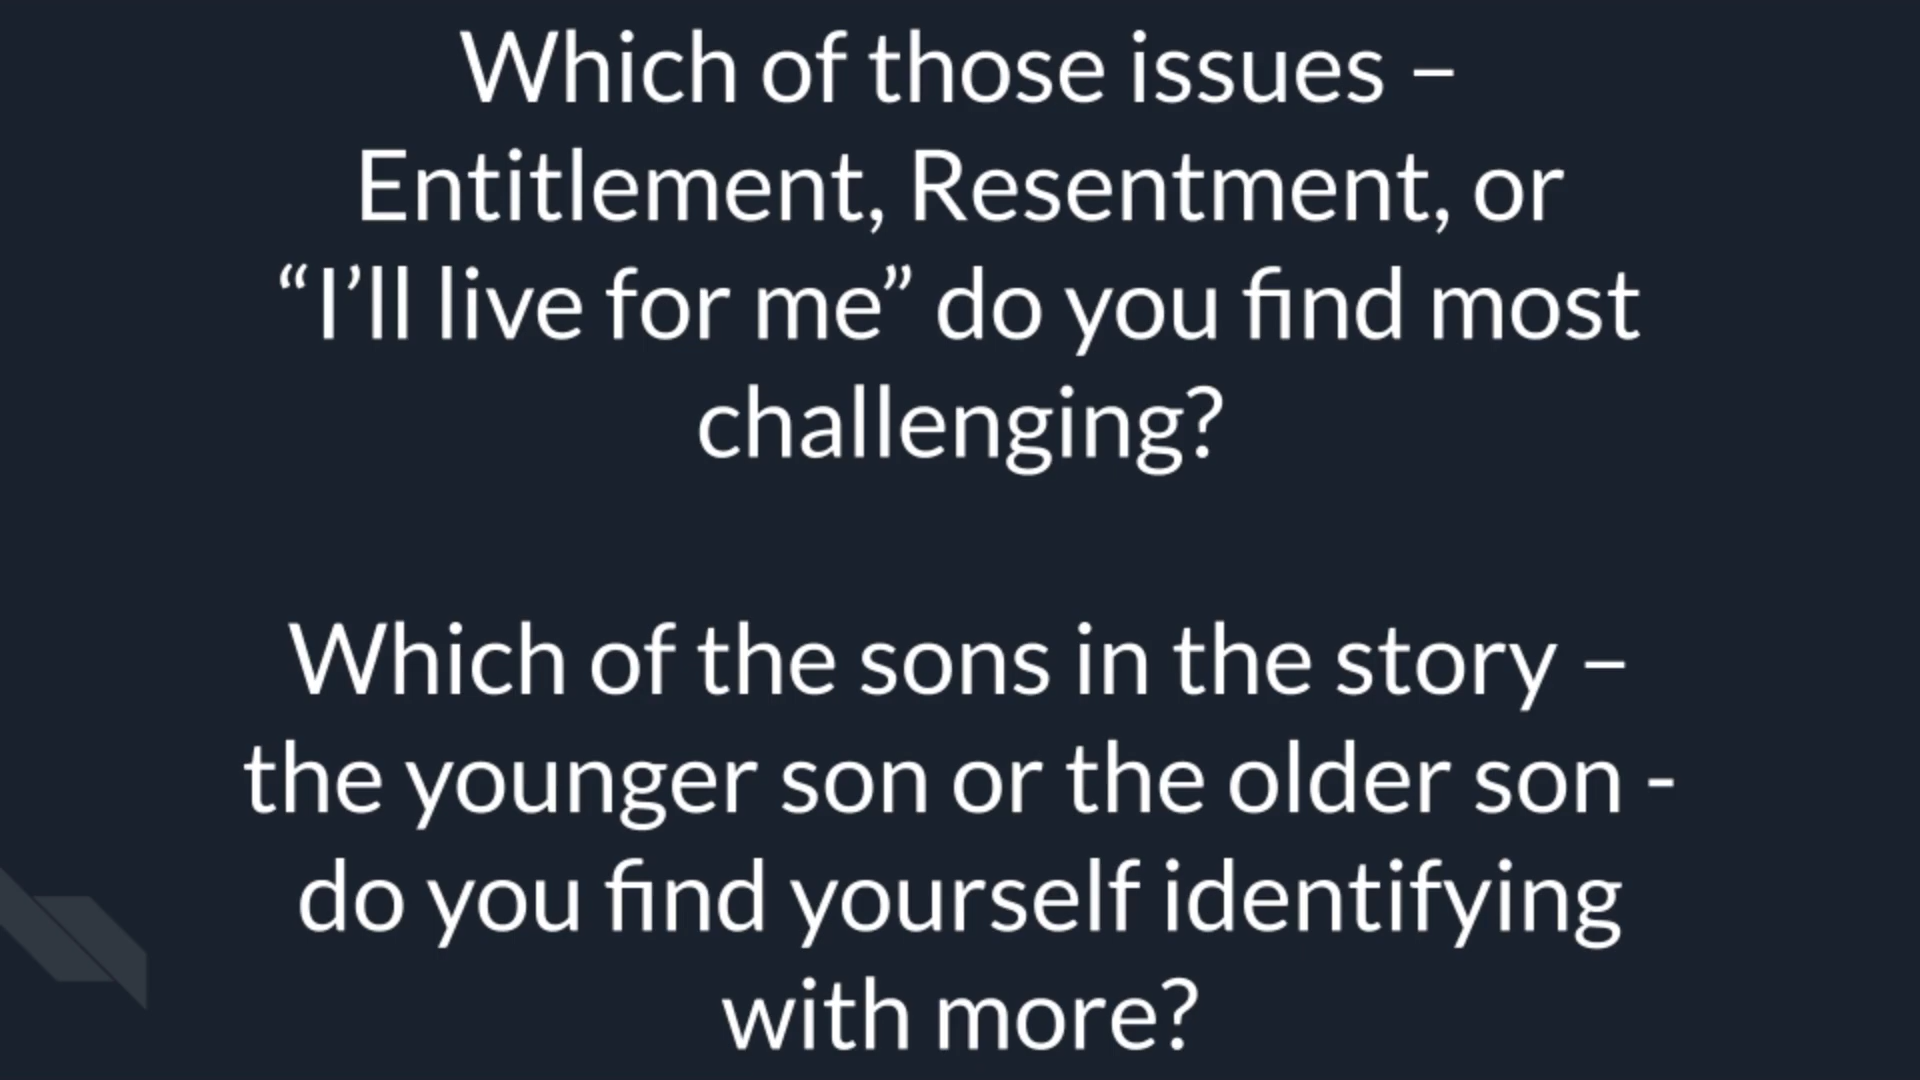 Which of those issues –
Entitlement, Resentment, or
“I’ll live for me” do you find most
challenging?
Which of the sons in the story –
the younger son or the older son -
do you find yourself identifying
with more?